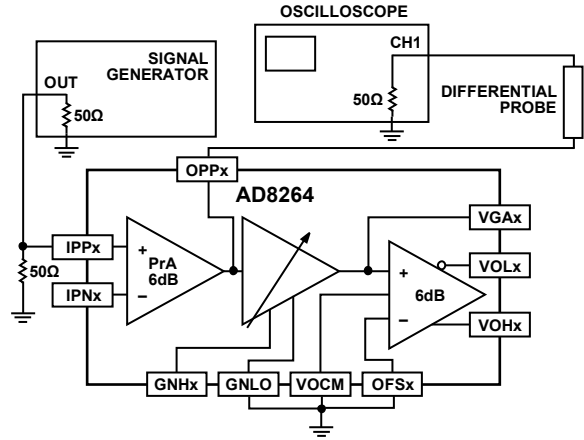 OSCILLOSCOPE
CH1
50Ω
SIGNAL
GENERATOR
OUT
50Ω
DIFFERENTIAL
PROBE
OPPx
AD8264
VGAx
IPPx
+
PrA
6dB
–
50Ω
IPNx
+
6dB
–
VOLx
VOHx
GNHx
GNLO
VOCM
OFSx